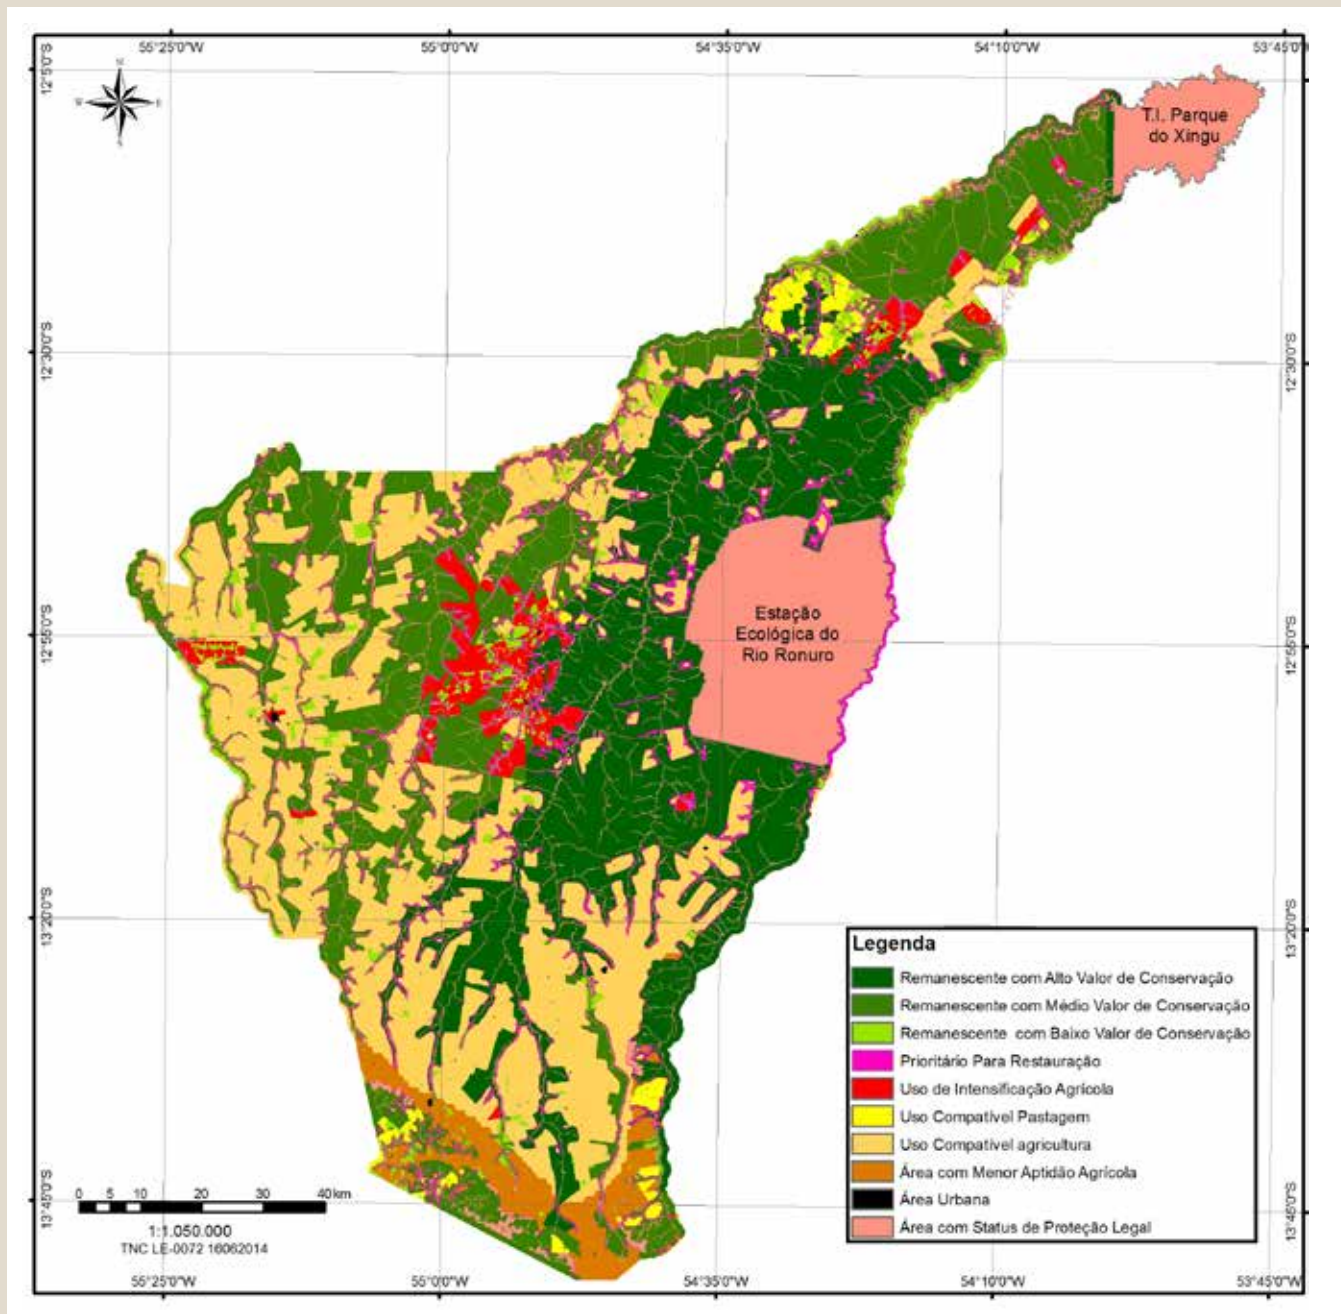 55°25'0"W
55°0'0"W
54°35'0"W
54°10'0"W
53°45'0"W
12°5'0"S
N
W
E
S
T.I. Parque
do Xingu
12°30'0"S
12°30'0"S
Estação
Ecológica do
Rio Ronuro
12°55'0"S
12°55'0"S
13°20'0"S
13°20'0"S
Legenda
Remanescente com Alto Valor de Conservação
Remanescente com Médio Valor de Conservação
Remanescente com Baixo Valor de Conservação
Prioritário Para Restauração
Uso de Intensificação Agrícola
Uso Compatível Pastagem
Uso Compatível agricultura
Área com Menor Aptidão Agrícola
Área Urbana
Área com Status de Proteção Legal
13°45'0"S
13°45'0"S
0 5 10 20 30 40 km
1:1.050.000
TNC LE-0072 16062014
55°25'0"W
55°0'0"W
54°35'0"W
54°10'0"W
53°45'0"W